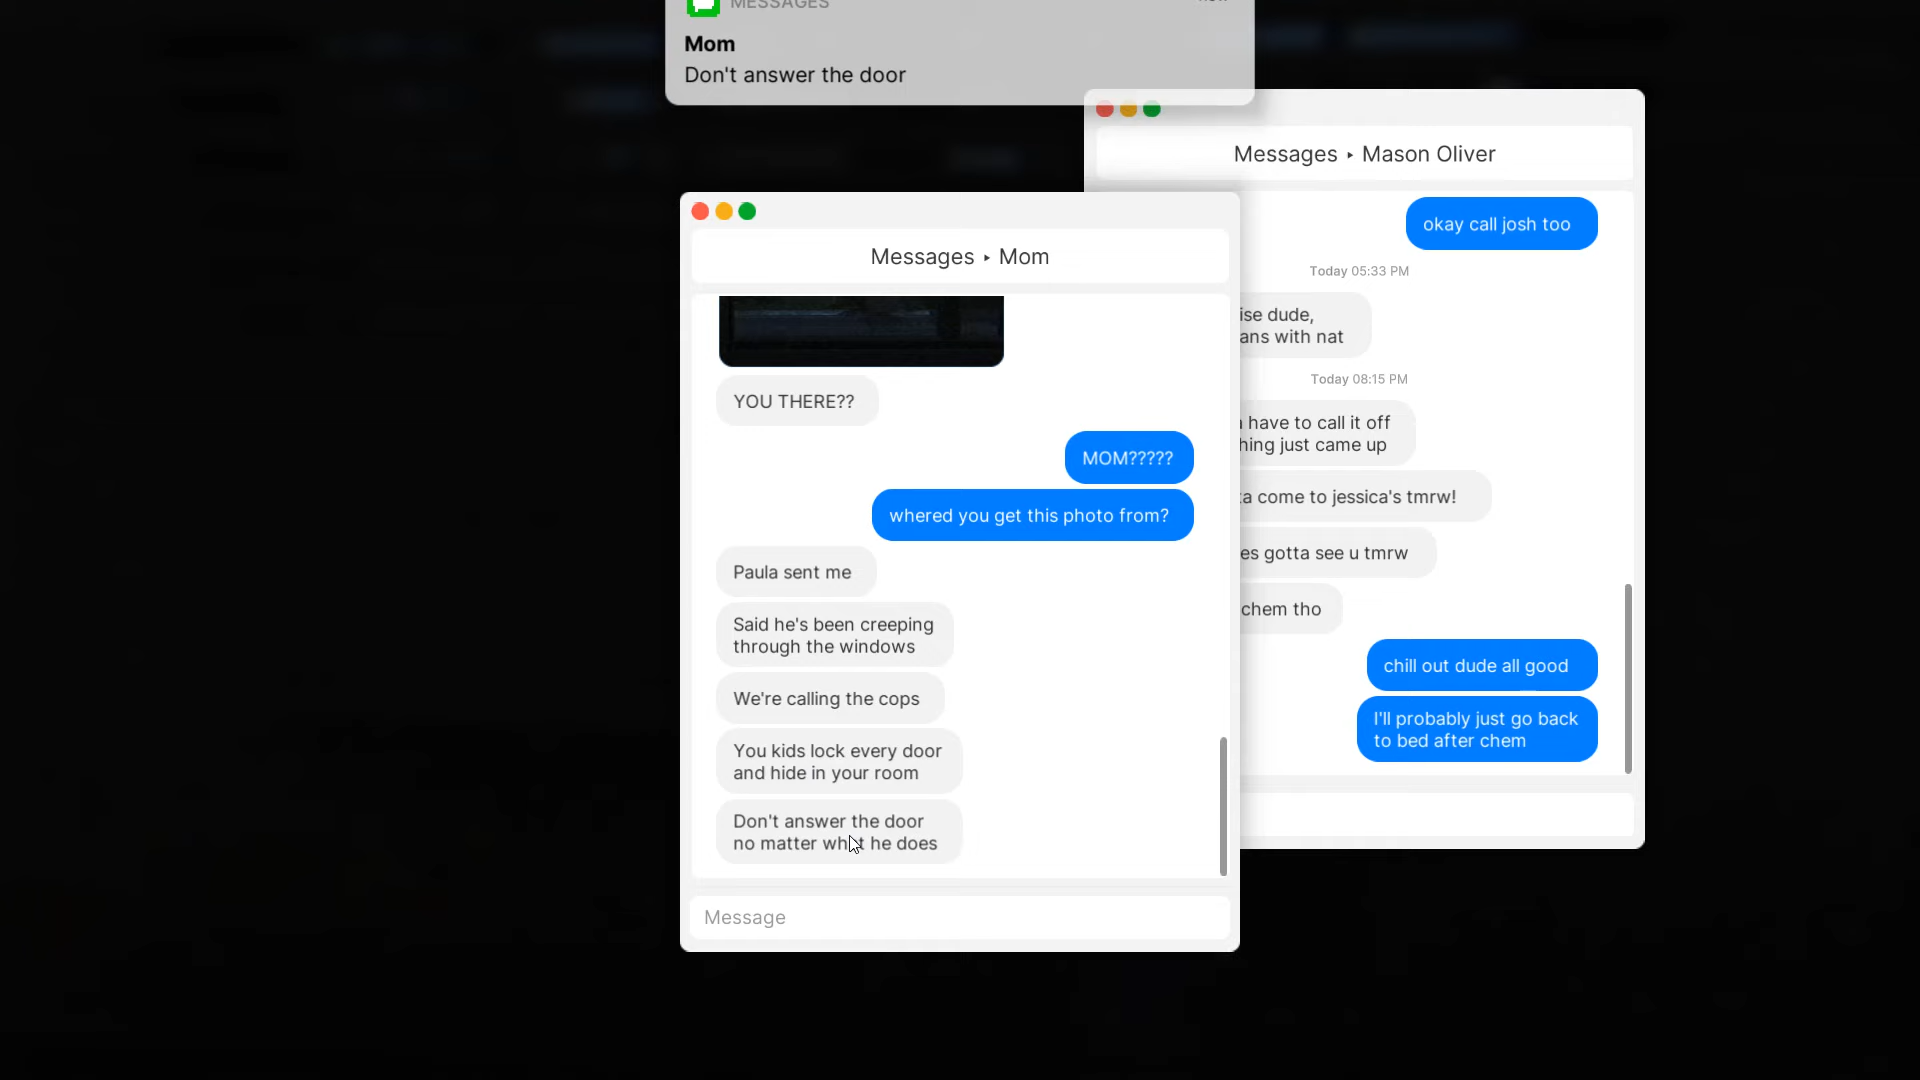 MESSAGES
Mom
Don't answer the door
Messages ‣ Mom
YOU THERE??
MOM?????
whered you get this photo from?
Paula sent me
Said he's been creeping
through the windows
We're calling the cops
You kids lock every door
and hide in your room
Don't answer the door
no matter what he does
Message
Messages ‣ Mason Oliver
okay call josh too
Today 05:33 PM
dude,
with nat
Today 08:15 PM
have to call it off
just came up
come to jessica's tmrw!
gotta see u tmrw
chem tho
chill out dude all good
I'll probably just go back
to bed after chem